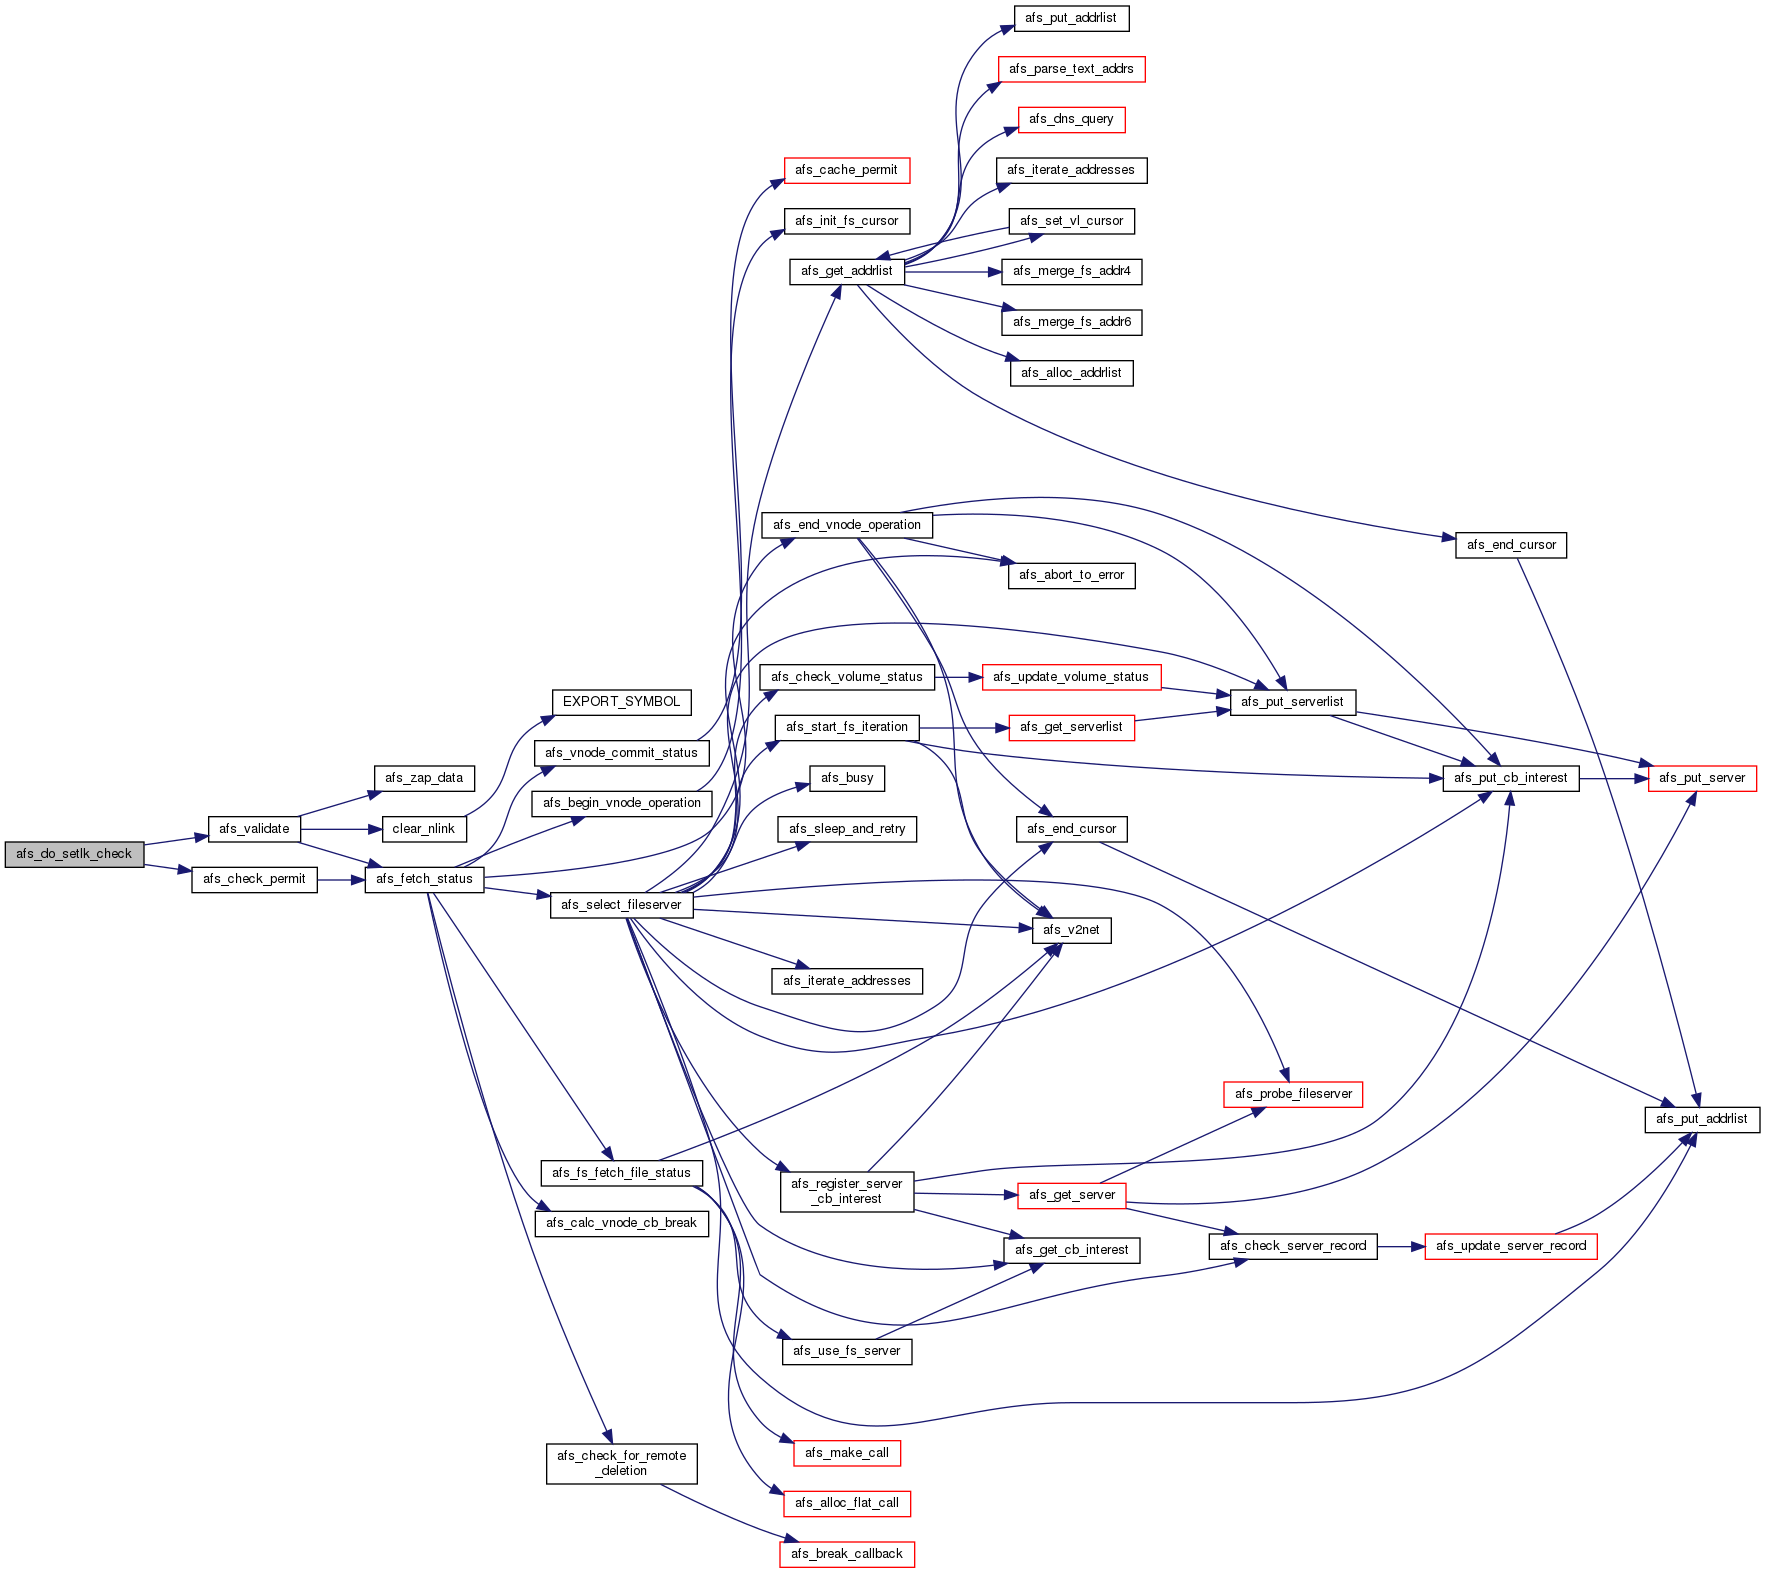 afs_put_addrlist
afs_parse_text_addrs
afs_dns_query
afs_cache_permit
afs_iterate_addresses
afs_init_fs_cursor
afs_set_vl_cursor
afs_get_addrlist
afs_merge_fs_addr4
afs_merge_fs_addr6
afs_alloc_addrlist
afs_end_vnode_operation
afs_end_cursor
afs_abort_to_error
afs_check_volume_status
afs_update_volume_status
EXPORT_SYMBOL
afs_put_serverlist
afs_start_fs_iteration
afs_get_serverlist
afs_vnode_commit_status
afs_zap_data
afs_busy
afs_put_cb_interest
afs_put_server
afs_begin_vnode_operation
afs_validate
clear_nlink
afs_sleep_and_retry
afs_end_cursor
afs_do_setlk_check
afs_check_permit
afs_fetch_status
afs_select_fileserver
afs_v2net
afs_iterate_addresses
afs_probe_fileserver
afs_put_addrlist
afs_fs_fetch_file_status
afs_register_server
_cb_interest
afs_get_server
afs_calc_vnode_cb_break
afs_get_cb_interest
afs_check_server_record
afs_update_server_record
afs_use_fs_server
afs_check_for_remote
_deletion
afs_make_call
afs_alloc_flat_call
afs_break_callback